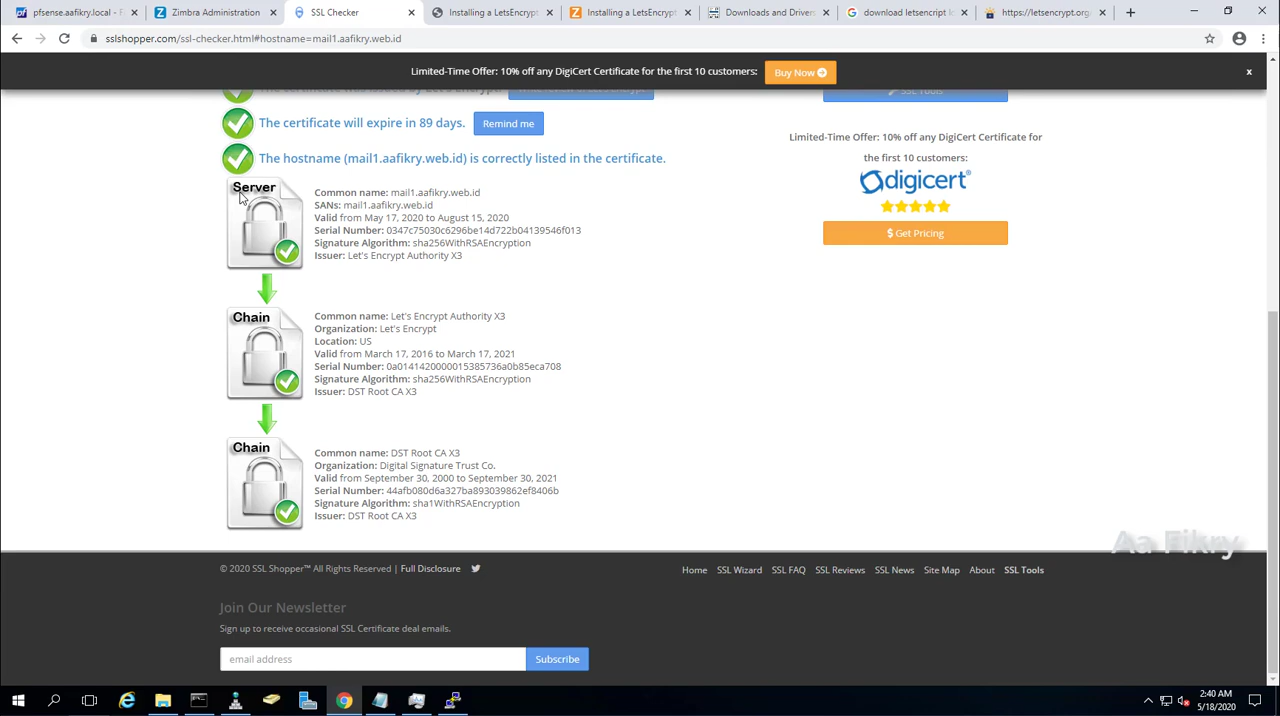 pfsense.aafikry.local - F
Zimbra Administration
SSL Checker
Installing a LetsEncrypt
Installing a LetsEncrypt
Downloads and Drivers
download letsencript k
https://letsencrypt.org
sslshopper.com/ssl-checker.html#hostname=mail1.aafikry.web.id
Limited-Time Offer: 10% off any DigiCert Certificate for the first 10 customers:
Buy Now
x
SSL Tools
The certificate will expire in 89 days.
Remind me
The hostname (mail1.aafikry.web.id) is correctly listed in the certificate.
Server
Common name: mail1.aafikry.web.id
SANs: mail1.aafikry.web.id
Valid from May 17, 2020 to August 15, 2020
Serial Number: 0347c75030c6296be14d722b04139546f013
Signature Algorithm: sha256WithRSAEncryption
Issuer: Let's Encrypt Authority X3
Chain
Common name: Let's Encrypt Authority X3
Organization: Let's Encrypt
Location: US
Valid from March 17, 2016 to March 17, 2021
Serial Number: 0a0141420000015385736a0b85eca708
Signature Algorithm: sha256WithRSAEncryption
Issuer: DST Root CA X3
Chain
Common name: DST Root CA X3
Organization: Digital Signature Trust Co.
Valid from September 30, 2000 to September 30, 2021
Serial Number: 44afb080d6a327ba893039862ef8406b
Signature Algorithm: sha1WithRSAEncryption
Issuer: DST Root CA X3
Limited-Time Offer: 10% off any DigiCert Certificate for
the first 10 customers:
digicert
$ Get Pricing
Aa Fikry
© 2020 SSL Shopper™ All Rights Reserved | Full Disclosure
Home SSL Wizard SSL FAQ SSL Reviews SSL News Site Map About SSL Tools
Join Our Newsletter
Sign up to receive occasional SSL Certificate deal emails.
email address
Subscribe
2:40 AM
5/18/2020